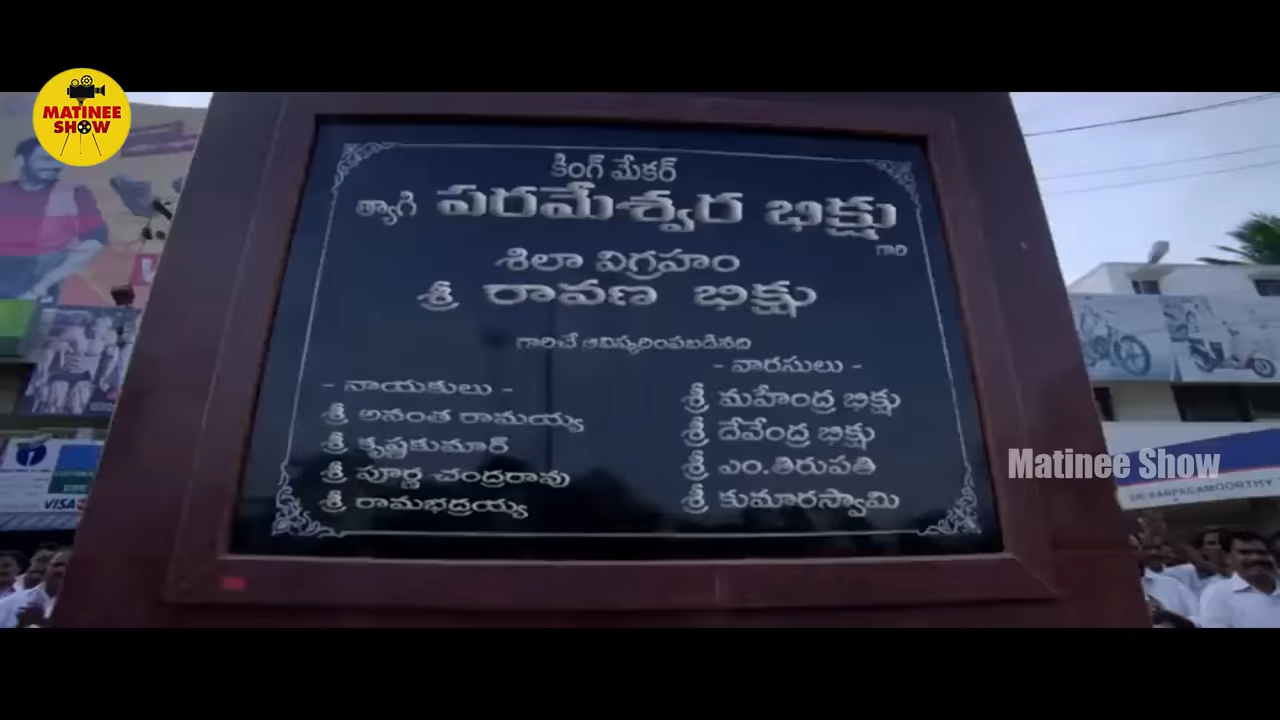 MATINEE
SHOW
కింగ్ మేకర్
త్యాగి పరమేశ్వర భిక్షు
గారి
శిలా విగ్రహం
శ్రీ రావణ భిక్షు
గారిచే ఆవిష్కరింపబడినది
- నాయకులు -
శ్రీ అనంత రామయ్య
శ్రీ కృష్ణకుమార్
శ్రీ పూర్ణ చంద్రరావు
శ్రీ రామభద్రయ్య
- వారసులు -
శ్రీ మహేంద్ర భిక్షు
శ్రీ దేవేంద్ర భిక్షు
శ్రీ ఎం.తిరుపతి
శ్రీ కుమారస్వామి
Matinee Show
VISA